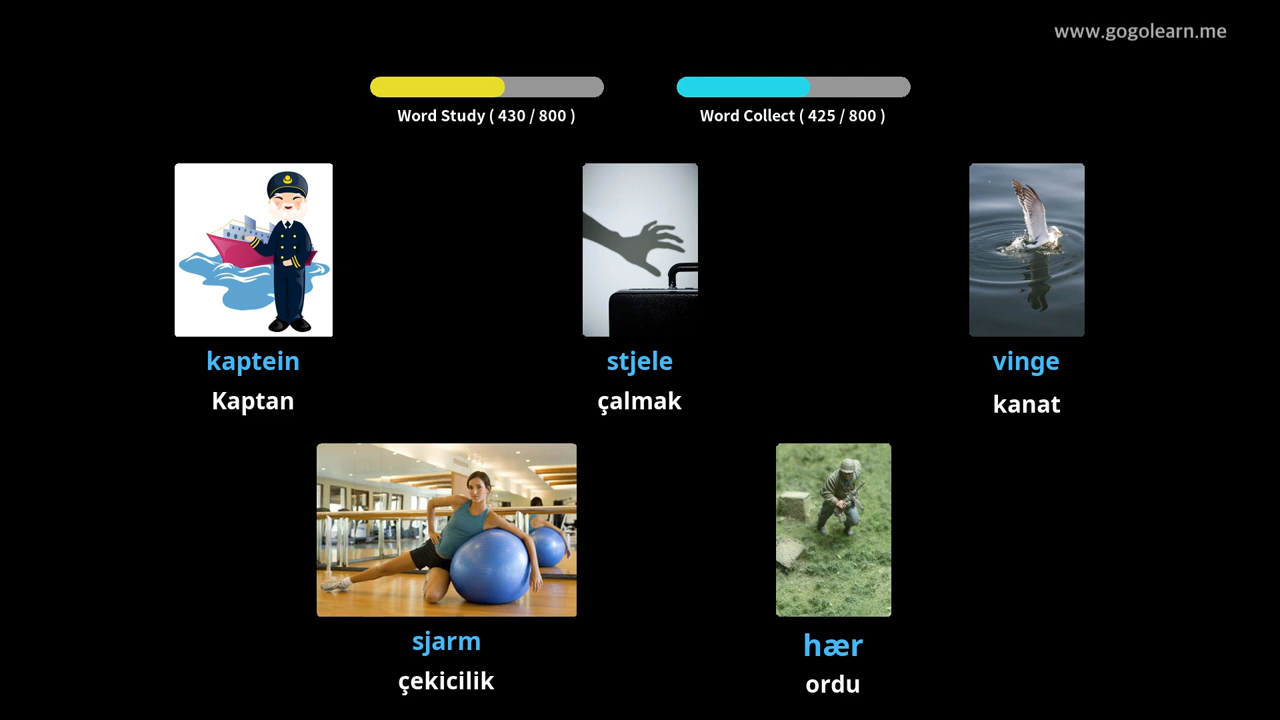 www.gogolearn.me
Word Study ( 430 / 800 )
Word Collect ( 425 / 800 )
kaptein
Kaptan
stjele
çalmak
vinge
kanat
sjarm
çekicilik
hær
ordu